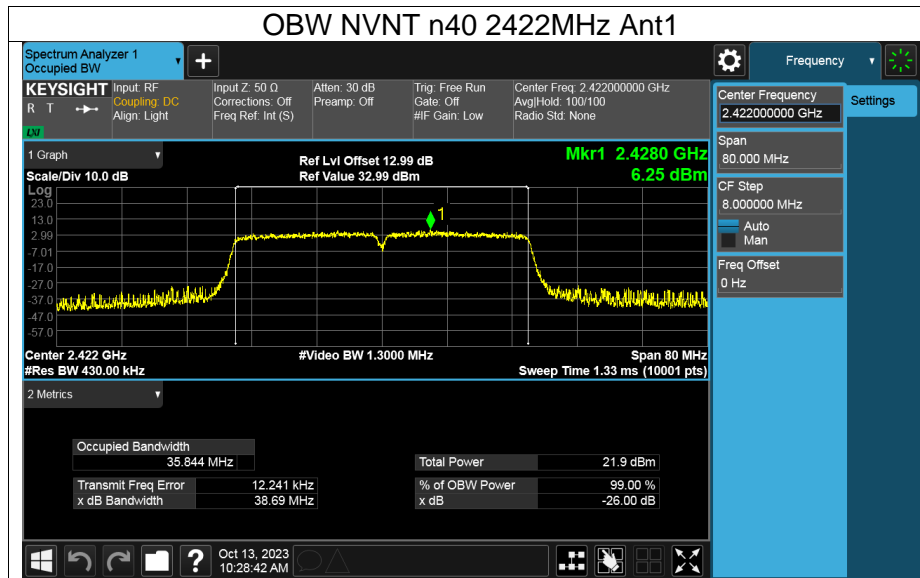 OBW NVNT n40 2422MHz Ant1
Spectrum Analyzer 1
Occupied BW
+
Frequency
KEYSIGHT
R T
LXI
Input: RF
Coupling: DC
Align: Light
Input Z: 50 Ω
Corrections: Off
Freq Ref: Int (S)
Atten: 30 dB
Preamp: Off
Trig: Free Run
Gate: Off
#IF Gain: Low
Center Freq: 2.422000000 GHz
Avg|Hold: 100/100
Radio Std: None
Center Frequency
2.422000000 GHz
Settings
Span
80.000 MHz
CF Step
8.000000 MHz
Auto
Man
Freq Offset
0 Hz
1 Graph
Scale/Div 10.0 dB
Ref Lvl Offset 12.99 dB
Ref Value 32.99 dBm
Mkr1 2.4280 GHz
6.25 dBm
Log
23.0
13.0
2.99
-7.01
-17.0
-27.0
-37.0
-47.0
-57.0
1
Center 2.422 GHz
#Video BW 1.3000 MHz
Span 80 MHz
#Res BW 430.00 kHz
Sweep Time 1.33 ms (10001 pts)
2 Metrics
Occupied Bandwidth
35.844 MHz
Total Power 21.9 dBm
Transmit Freq Error 12.241 kHz
% of OBW Power 99.00 %
x dB Bandwidth 38.69 MHz
x dB -26.00 dB
?
Oct 13, 2023
10:28:42 AM